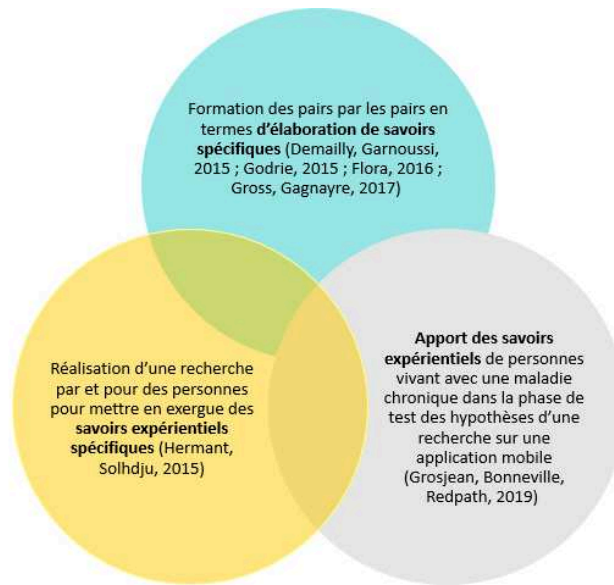 Formation des pairs par les pairs en
termes d'élaboration de savoirs
spécifiques (Demailly, Garnoussi,
2015 ; Godrie, 2015 ; Flora, 2016 ;
Gross, Gagnayre, 2017)
Réalisation d'une recherche
par et pour des personnes
pour mettre en exergue des
savoirs expérientiels
spécifiques (Hermant,
Solhdju, 2015)
Apport des savoirs
expérientiels de personnes
vivant avec une maladie
chronique dans la phase de
test des hypothèses d'une
recherche sur une
application mobile
(Grosjean, Bonneville,
Redpath, 2019)